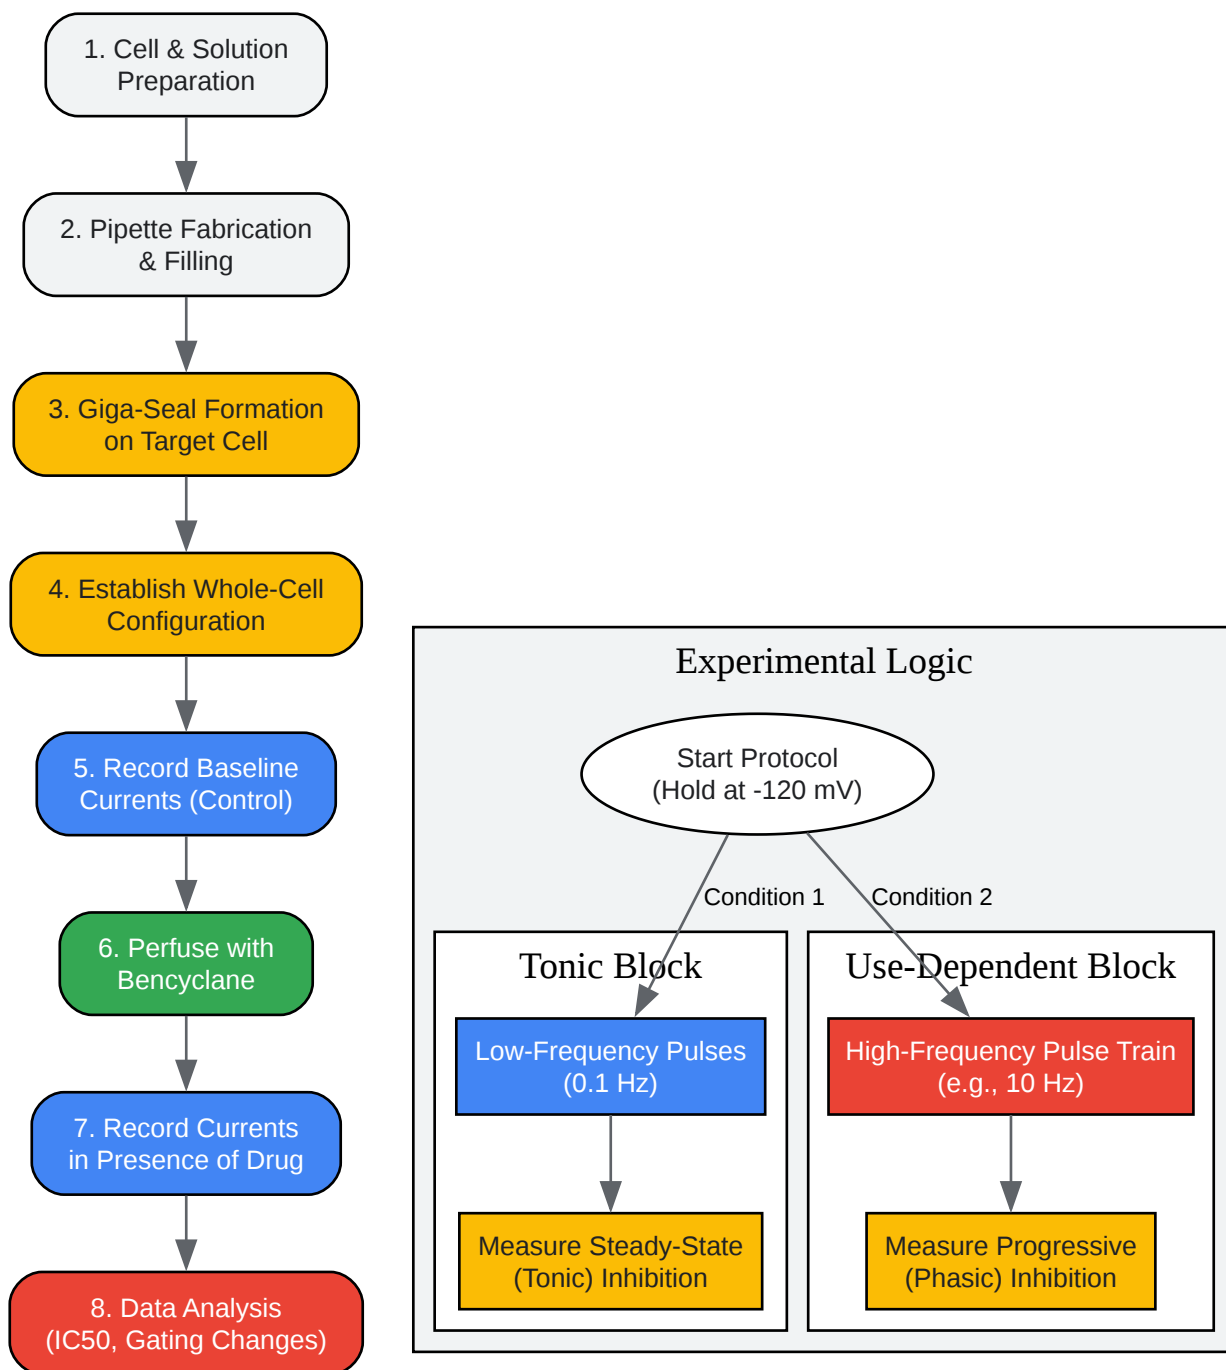 1. Cell & Solution
Preparation
2. Pipette Fabrication
& Filling
3. Giga-Seal Formation
on Target Cell
4. Establish Whole-Cell
Configuration
5. Record Baseline
Currents (Control)
6. Perfuse with
Bencyclane
7. Record Currents
in Presence of Drug
8. Data Analysis
(IC50, Gating Changes)
Experimental Logic
Start Protocol
(Hold at -120 mV)
Condition 1
Condition 2
Tonic Block
Low-Frequency Pulses
(0.1 Hz)
Measure Steady-State
(Tonic) Inhibition
Use-Dependent Block
High-Frequency Pulse Train
(e.g., 10 Hz)
Measure Progressive
(Phasic) Inhibition